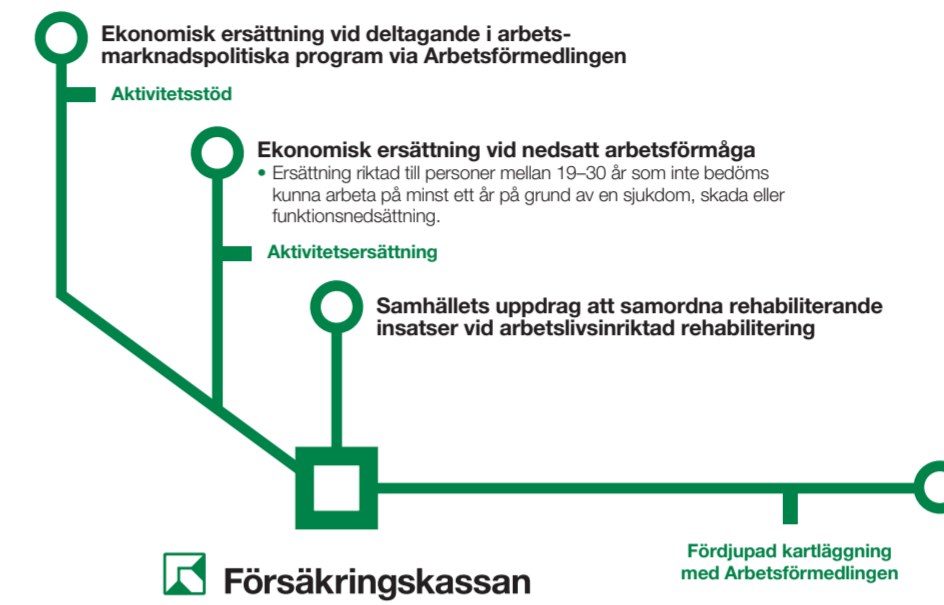 Ekonomisk ersättning vid deltagande i arbets-
marknadspolitiska program via Arbetsförmedlingen
Aktivitetsstöd
Ekonomisk ersättning vid nedsatt arbetsförmåga
• Ersättning riktad till personer mellan 19–30 år som inte bedöms
kunna arbeta på minst ett år på grund av en sjukdom, skada eller
funktionsnedsättning.
Aktivitetsersättning
Samhällets uppdrag att samordna rehabiliterande
insatser vid arbetslivsinriktad rehabilitering
Fördjupad kartläggning
med Arbetsförmedlingen
Försäkringskassan